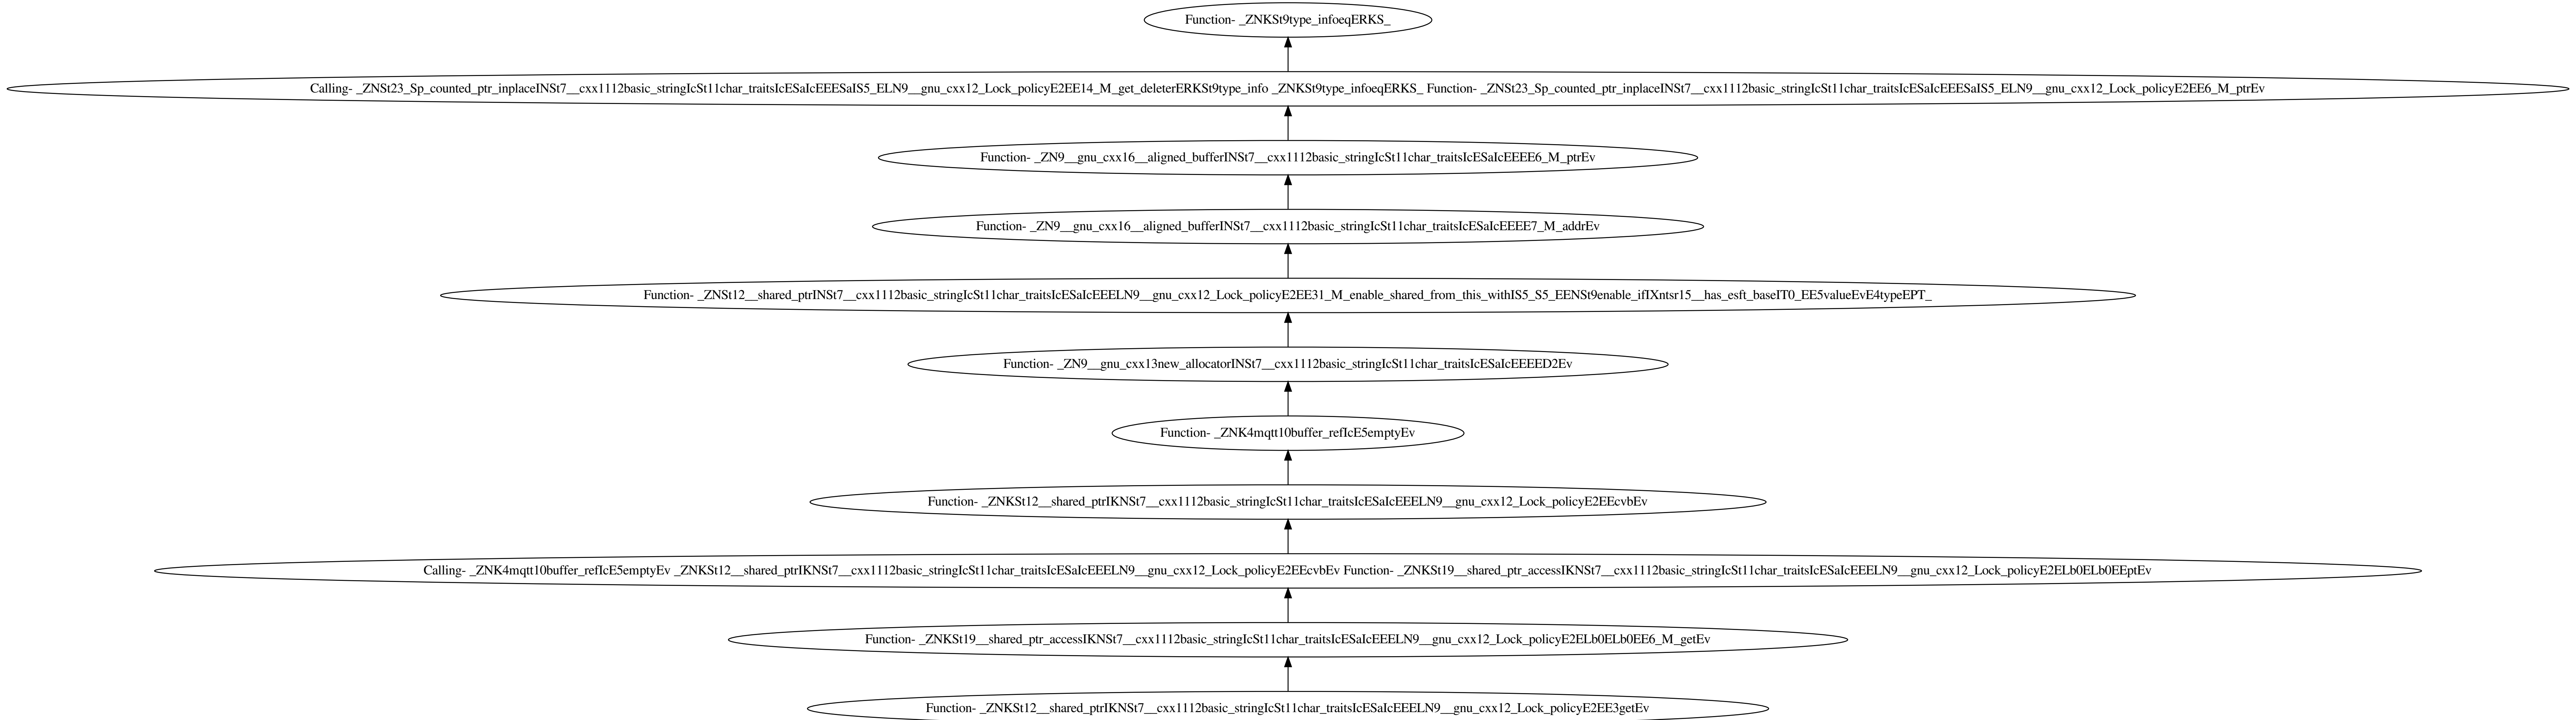 Function- _ZNKSt9type_infoeqERKS_
Calling- _ZNSt23_Sp_counted_ptr_inplaceINSt7__cxx1112basic_stringIcSt11char_traitsIcESaIcEEESaIS5_ELN9__gnu_cxx12_Lock_policyE2EE14_M_get_deleterERKSt9type_info _ZNKSt9type_infoeqERKS_ Function- _ZNSt23_Sp_counted_ptr_inplaceINSt7__cxx1112basic_stringIcSt11char_traitsIcESaIcEEESaIS5_ELN9__gnu_cxx12_Lock_policyE2EE6_M_ptrEv
Function- _ZN9__gnu_cxx16__aligned_bufferINSt7__cxx1112basic_stringIcSt11char_traitsIcESaIcEEEE6_M_ptrEv
Function- _ZN9__gnu_cxx16__aligned_bufferINSt7__cxx1112basic_stringIcSt11char_traitsIcESaIcEEEE7_M_addrEv
Function- _ZNSt12__shared_ptrINSt7__cxx1112basic_stringIcSt11char_traitsIcESaIcEEELN9__gnu_cxx12_Lock_policyE2EE31_M_enable_shared_from_this_withIS5_S5_EENSt9enable_ifIXntsr15__has_esft_baseIT0_EE5valueEvE4typeEPT_
Function- _ZN9__gnu_cxx13new_allocatorINSt7__cxx1112basic_stringIcSt11char_traitsIcESaIcEEEED2Ev
Function- _ZNK4mqtt10buffer_refIcE5emptyEv
Function- _ZNKSt12__shared_ptrIKNSt7__cxx1112basic_stringIcSt11char_traitsIcESaIcEEELN9__gnu_cxx12_Lock_policyE2EEcvbEv
Calling- _ZNK4mqtt10buffer_refIcE5emptyEv _ZNKSt12__shared_ptrIKNSt7__cxx1112basic_stringIcSt11char_traitsIcESaIcEEELN9__gnu_cxx12_Lock_policyE2EEcvbEv Function- _ZNKSt19__shared_ptr_accessIKNSt7__cxx1112basic_stringIcSt11char_traitsIcESaIcEEELN9__gnu_cxx12_Lock_policyE2ELb0ELb0EEptEv
Function- _ZNKSt19__shared_ptr_accessIKNSt7__cxx1112basic_stringIcSt11char_traitsIcESaIcEEELN9__gnu_cxx12_Lock_policyE2ELb0ELb0EE6_M_getEv
Function- _ZNKSt12__shared_ptrIKNSt7__cxx1112basic_stringIcSt11char_traitsIcESaIcEEELN9__gnu_cxx12_Lock_policyE2EE3getEv